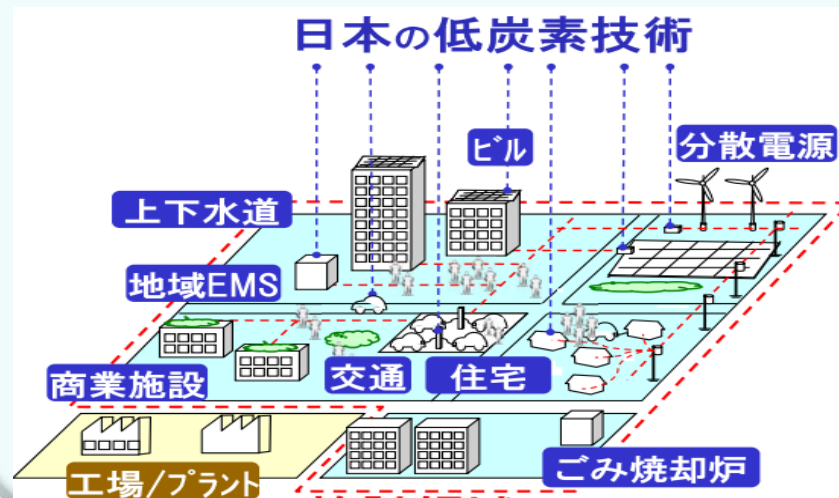 日本の低炭素技術
ビル
分散電源
上下水道
地域EMS
商業施設
交通
住宅
工場/プラント
ごみ焼却炉